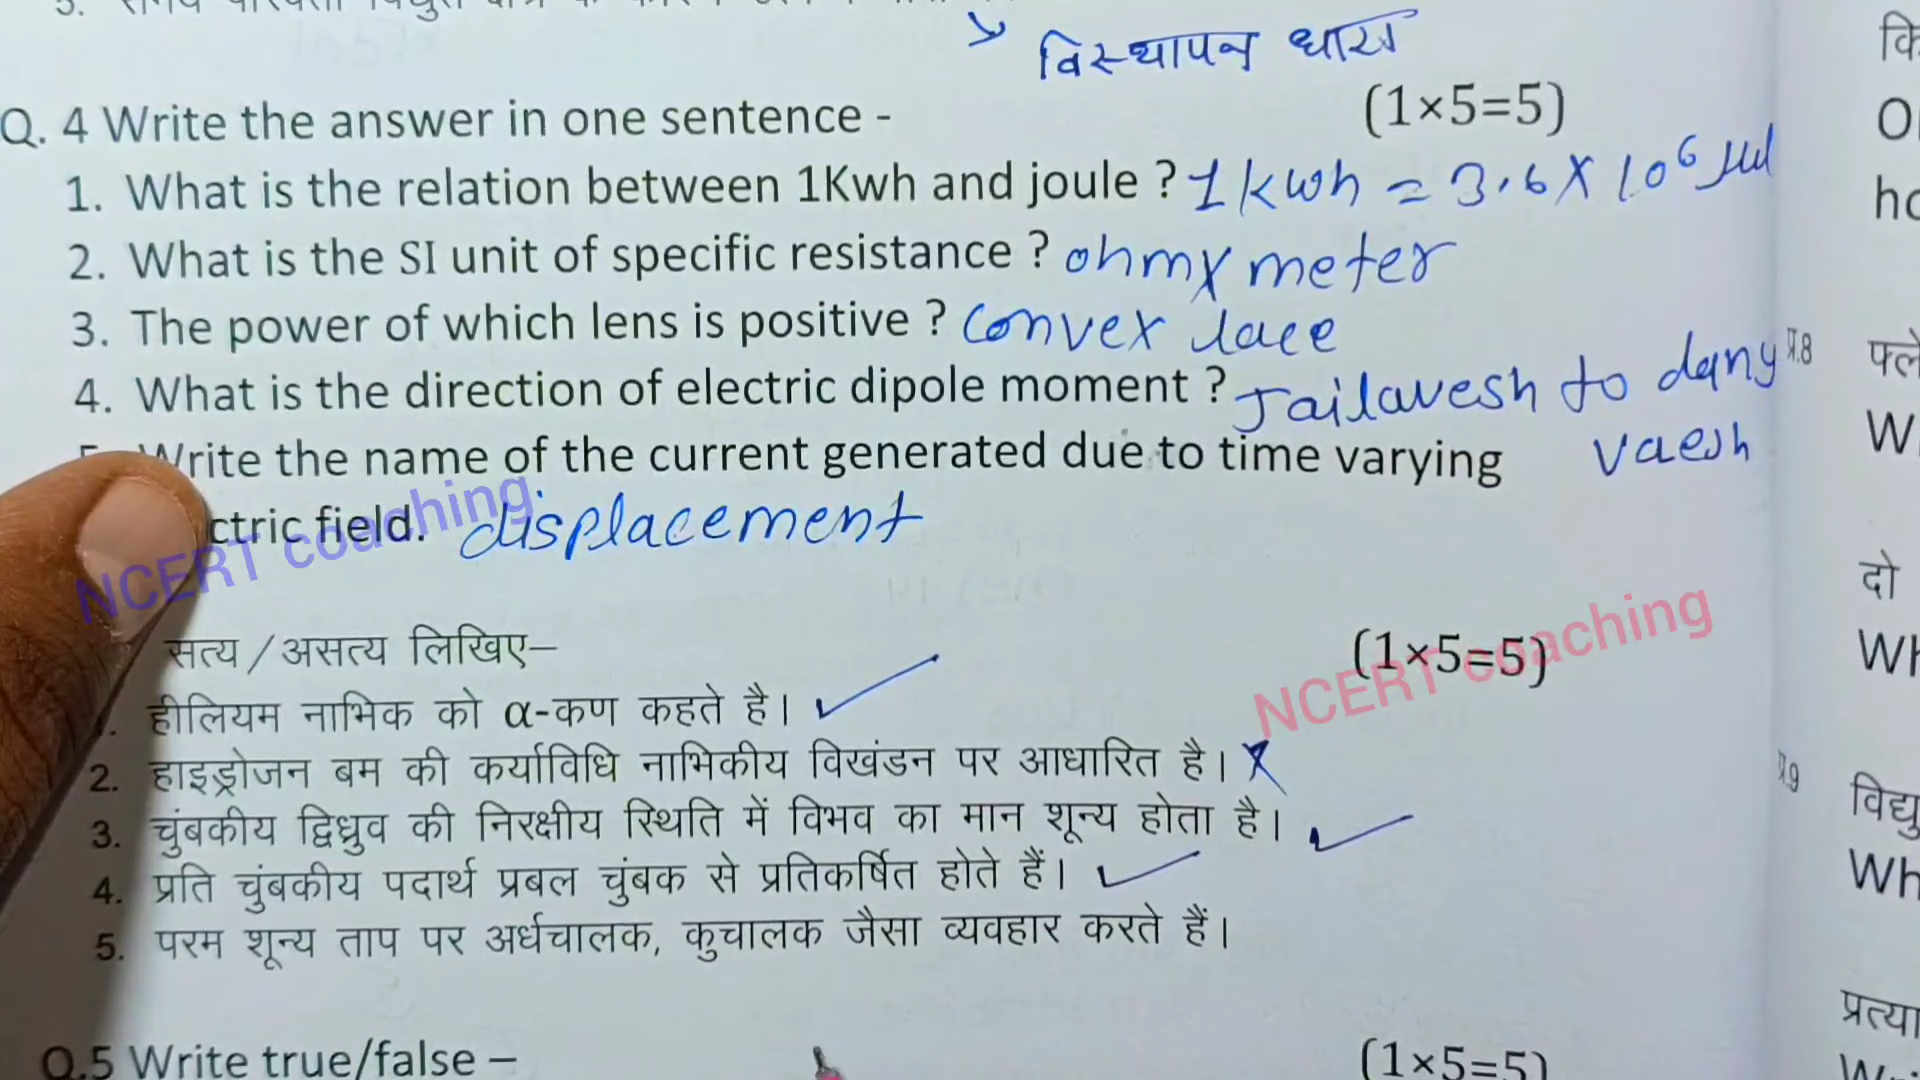 विस्थापन धारा
Q. 4 Write the answer in one sentence - (1×5=5)
1. What is the relation between 1Kwh and joule ? 1 kwh = 3.6 X 10⁶ Jul
2. What is the SI unit of specific resistance ? ohm X meter
3. The power of which lens is positive ? Convex
4. What is the direction of electric dipole moment ? to
Write the name of the current generated due to time varying
ctric field. displacement
NCERT coaching
सत्य / असत्य लिखिए– (1×5=5)
NCERT coaching
1. हीलियम नाभिक को α-कण कहते है। ✓
2. हाइड्रोजन बम की कर्याविधि नाभिकीय विखंडन पर आधारित है। X
3. चुंबकीय द्विध्रुव की निरक्षीय स्थिति में विभव का मान शून्य होता है। ✓
4. प्रति चुंबकीय पदार्थ प्रबल चुंबक से प्रतिकर्षित होते हैं। ✓
5. परम शून्य ताप पर अर्धचालक, कुचालक जैसा व्यवहार करते हैं।
Q.5 Write true/false – (1×5=5)
प्र.8
दो
प्र.9